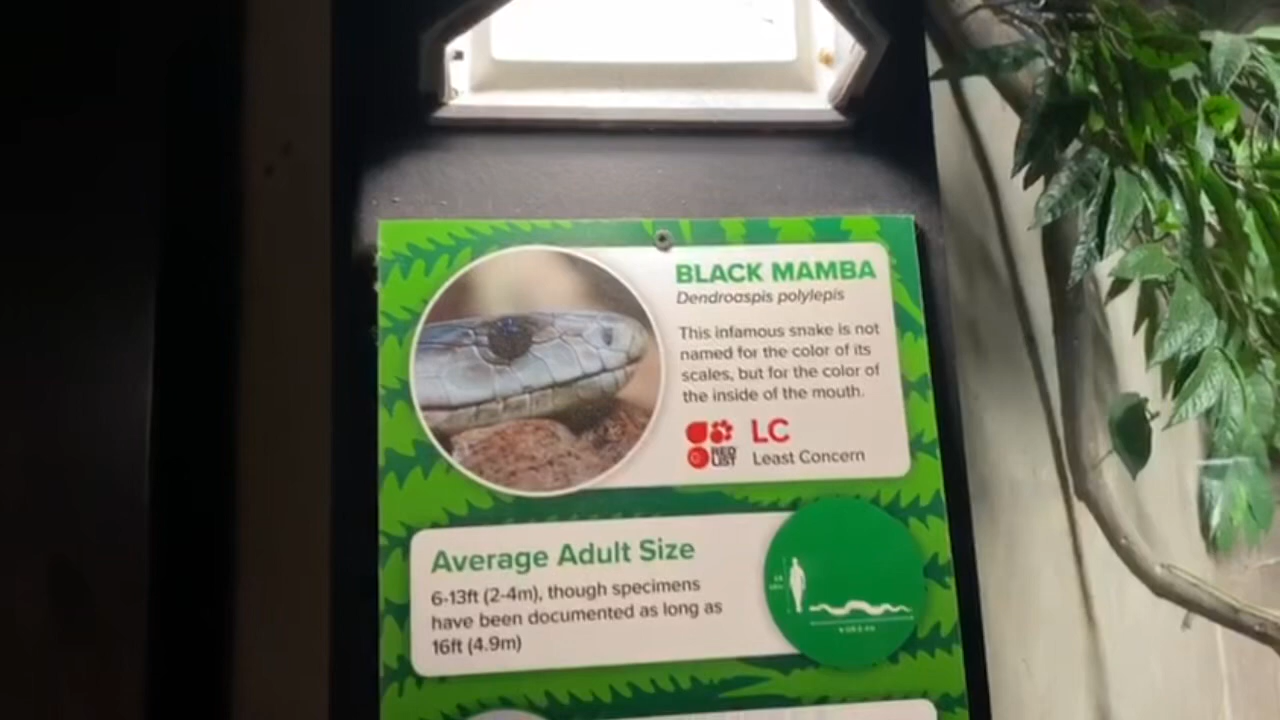 BLACK MAMBA
Dendroaspis polylepis
This infamous snake is not
named for the color of its
scales, but for the color of
the inside of the mouth.
RED
LIST
LC
Least Concern
Average Adult Size
6-13ft (2-4m), though specimens
have been documented as long as
16ft (4.9m)